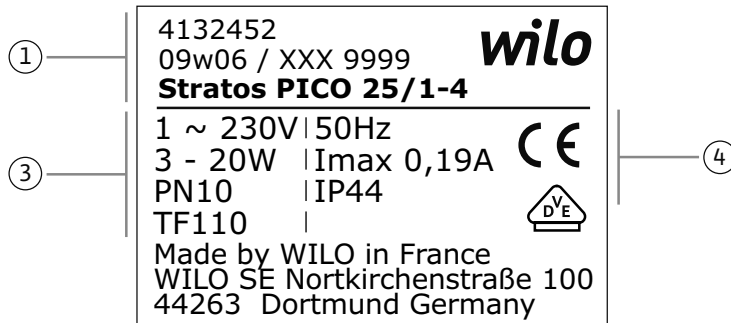 4132452
wilo
09w06 / XXX 9999
Stratos PICO 25/1-4
1 ~ 230V 50Hz
3 - 20W Imax 0,19A
CE
PN10 IP44
DVE
TF110
Made by WILO in France
WILO SE Nortkirchenstraße 100
44263 Dortmund Germany
1
3
4